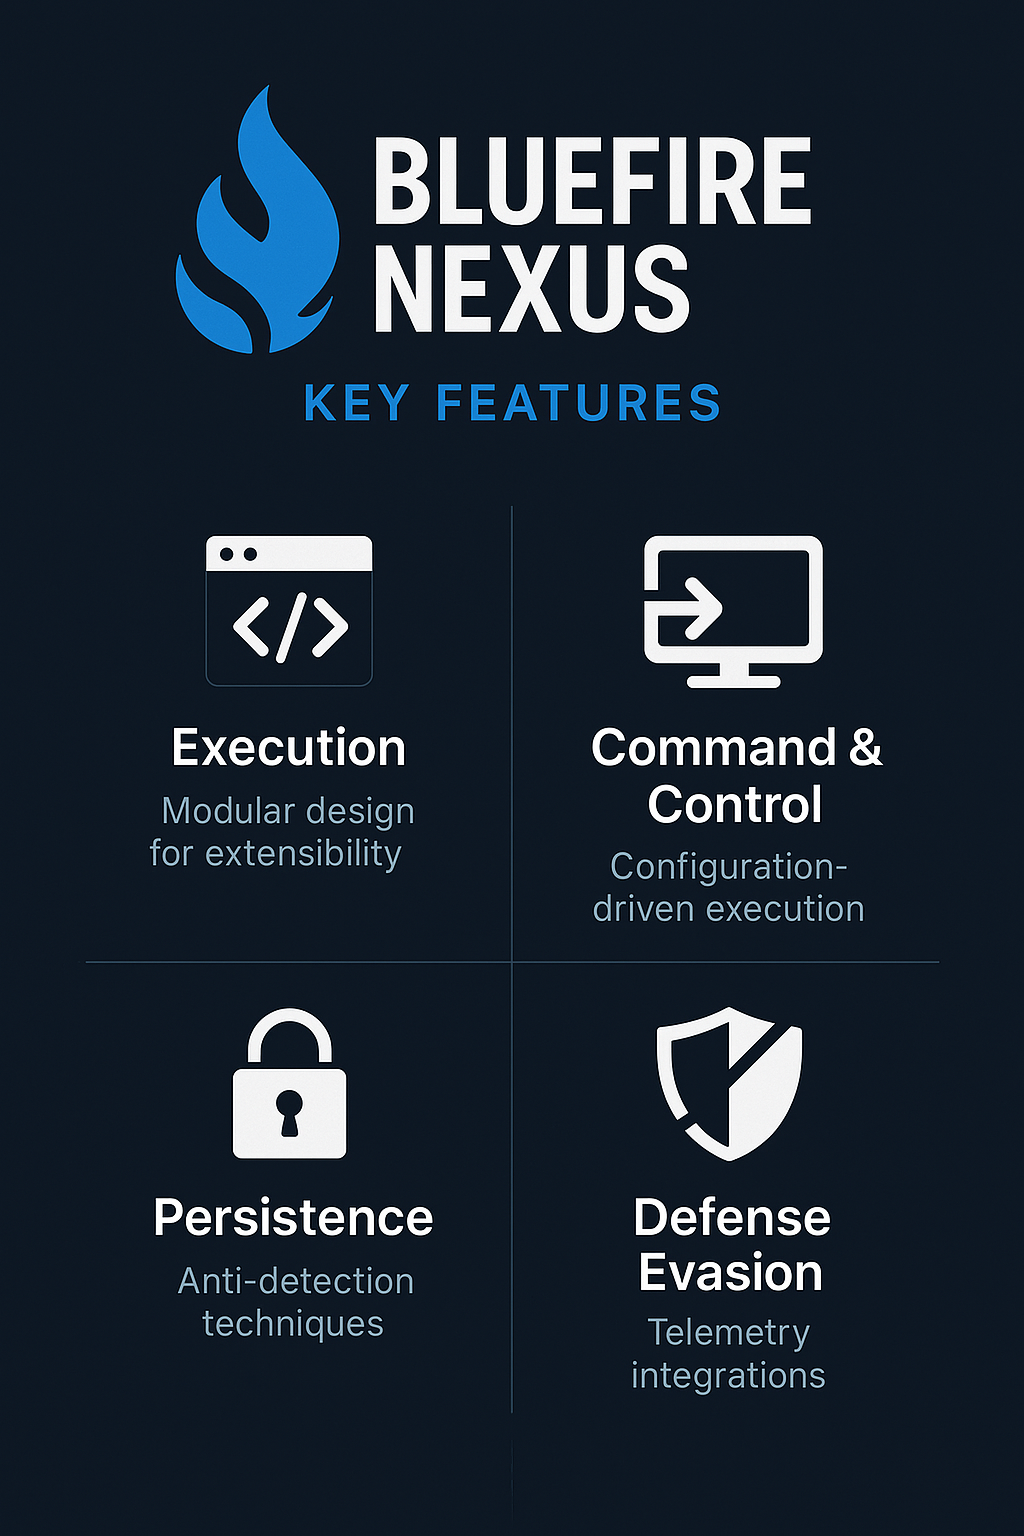 BLUEFIRE
NEXUS
KEY FEATURES
Execution
Modular design
for extensibility
Command &
Control
Configuration-
driven execution
Persistence
Anti-detection
techniques
Defense
Evasion
Telemetry
integrations